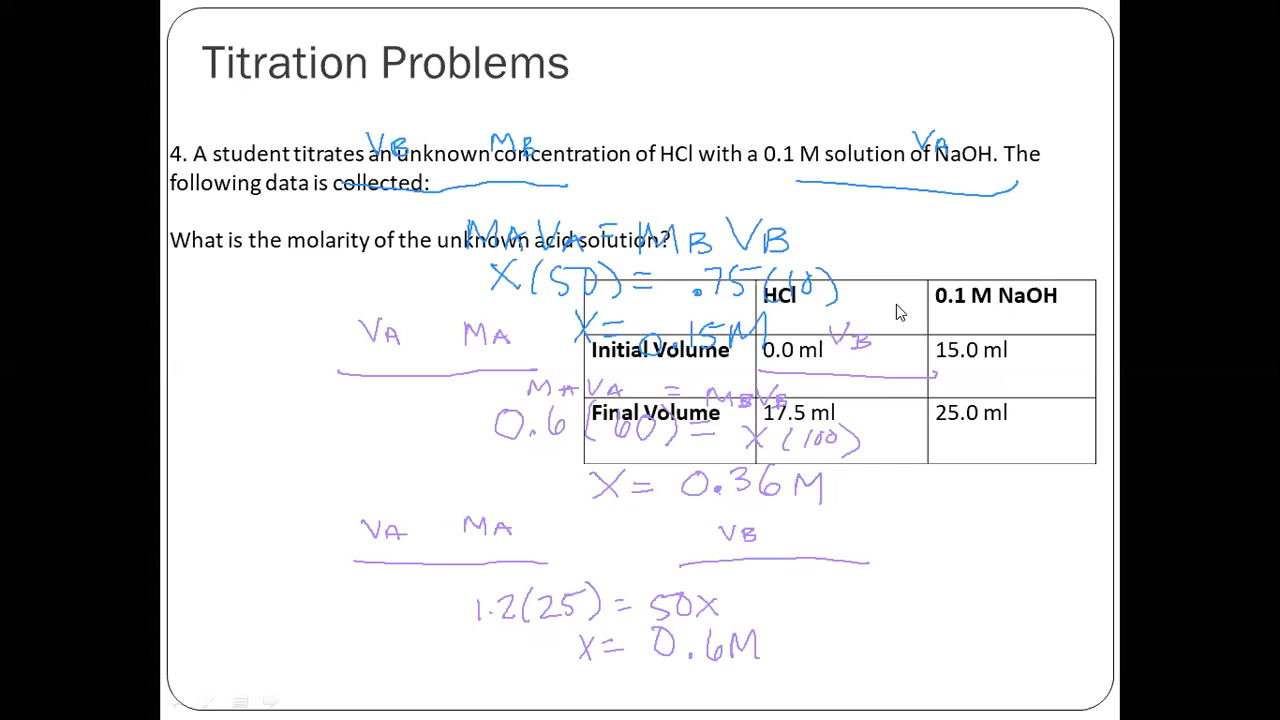 Titration Problems
VB MB VA
4. A student titrates an unknown concentration of HCl with a 0.1 M solution of NaOH. The
following data is collected:
What is the molarity of the unknown acid solution?
MA VA = MB VB
X (50) = .75 (10)
HCl 0.1 M NaOH
X = 0.15M
VA MA VB
Initial Volume 0.0 ml 15.0 ml
MAVA = MBVB
Final Volume 17.5 ml 25.0 ml
0.6 (60) = X (100)
X = 0.36 M
VA MA VB
1.2(25) = 50X
X = 0.6M